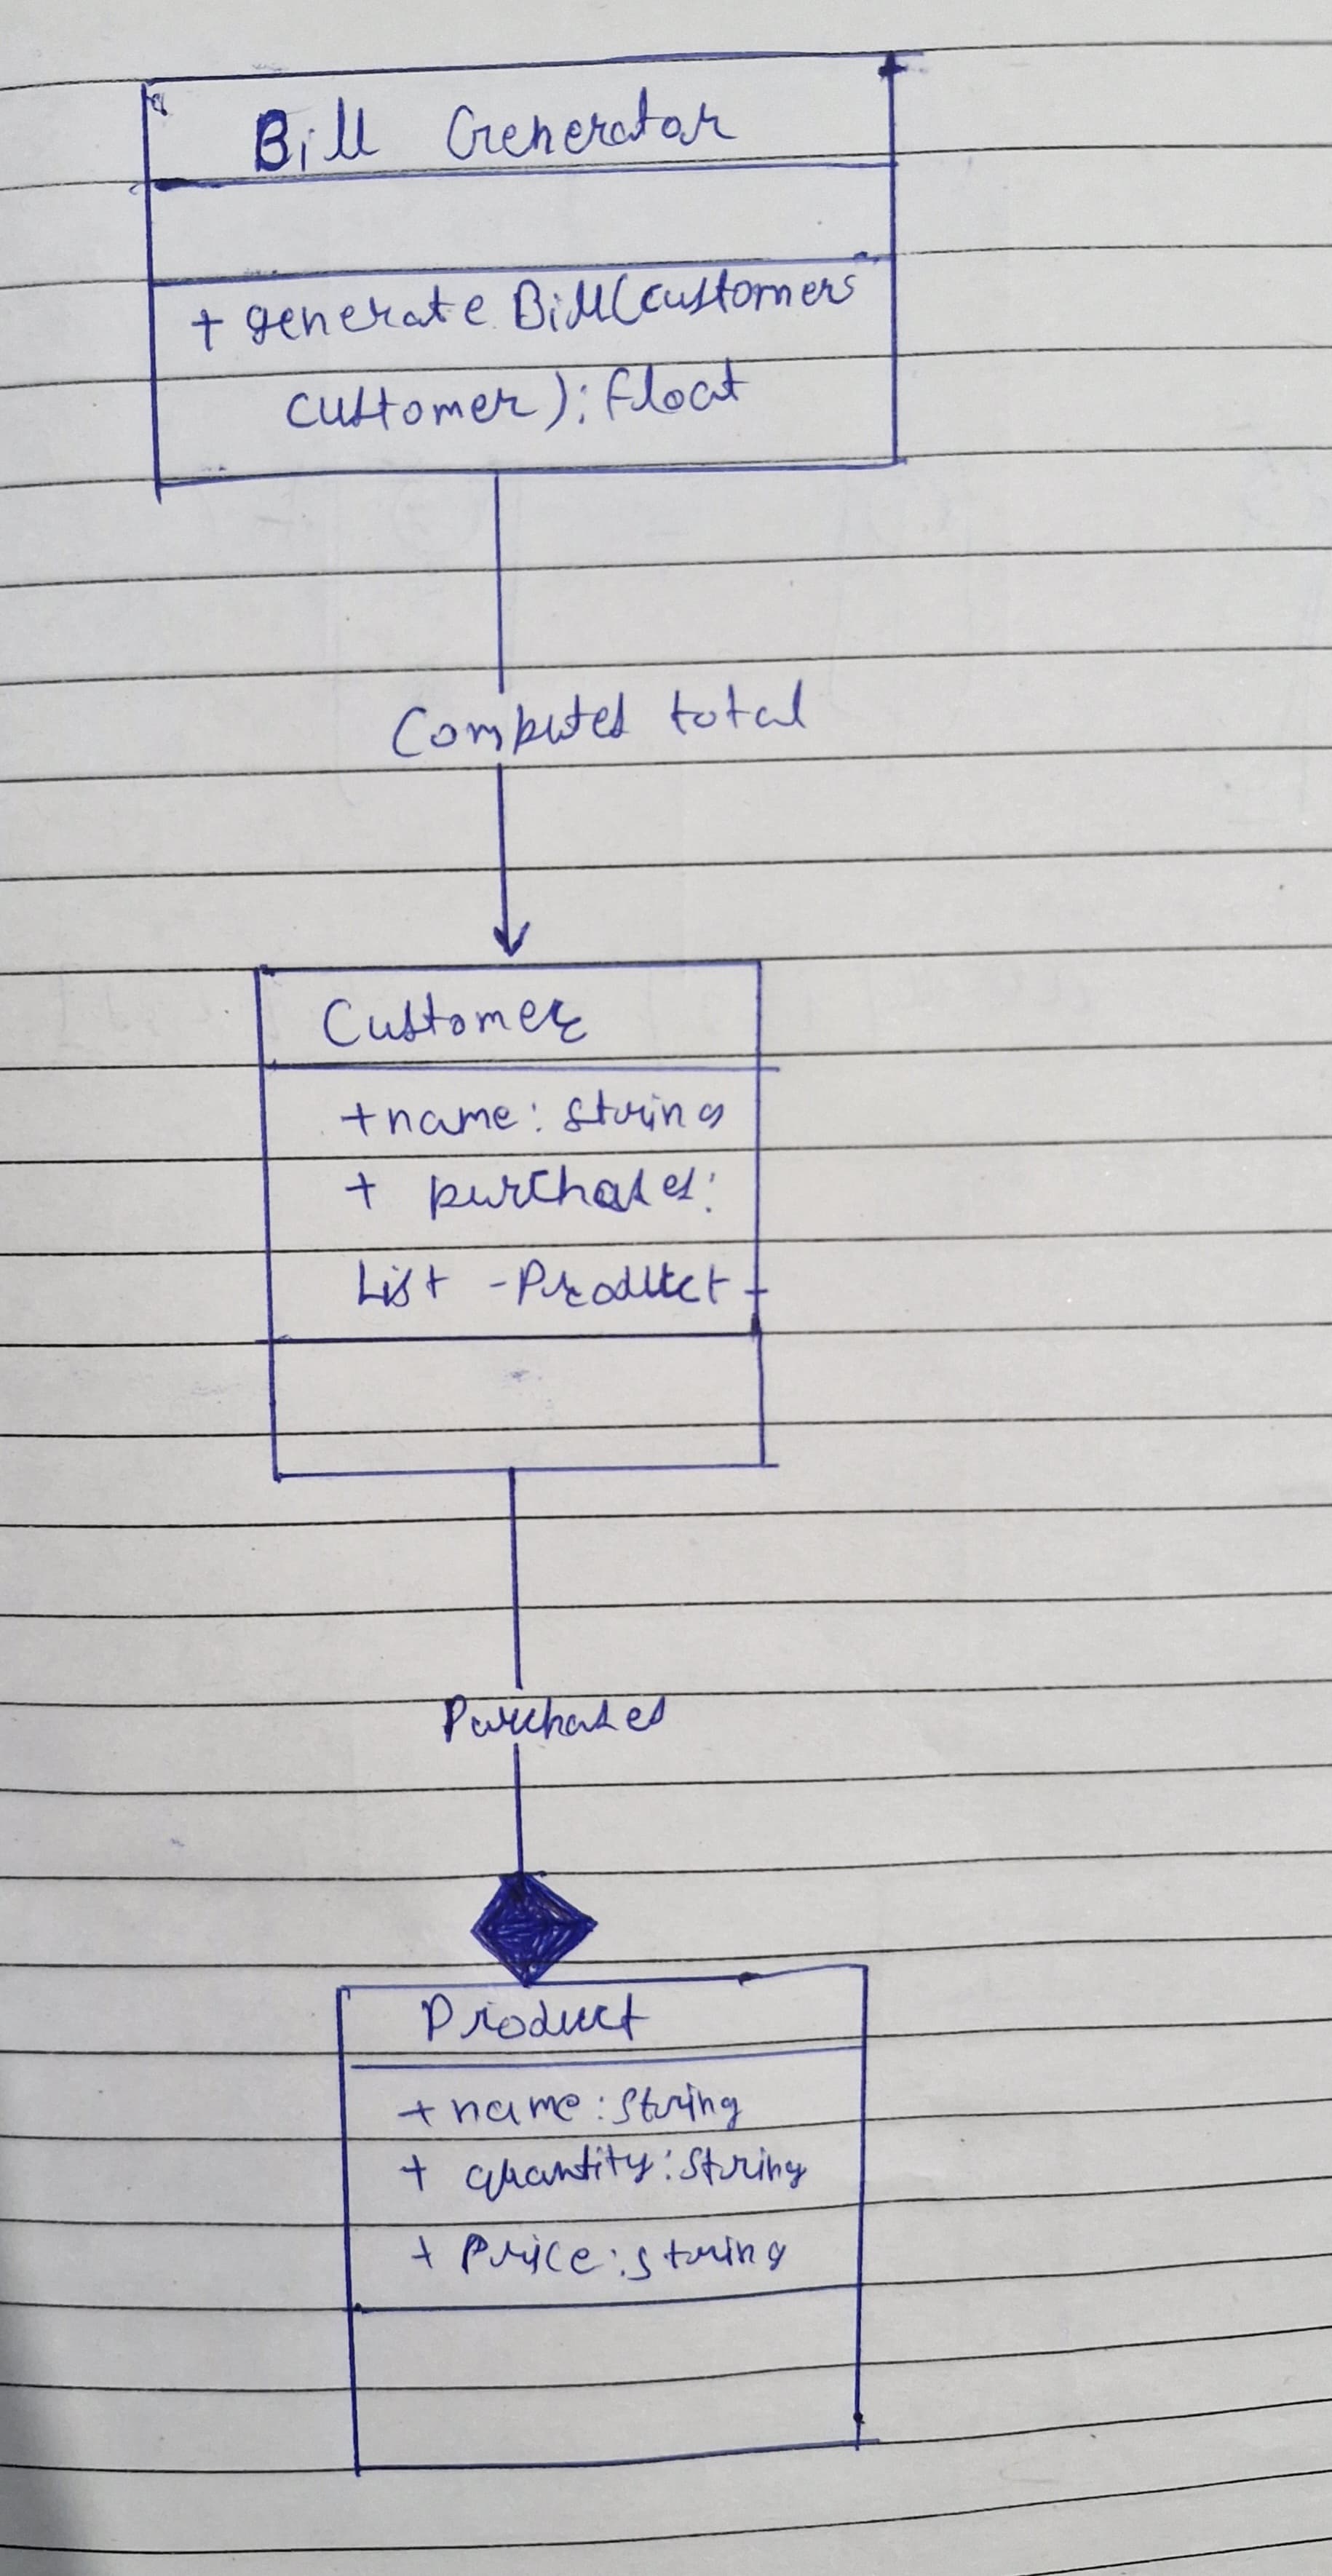 Bill Generator
+ generate Bill(customers
customer): float
Computes total
Customer
+name: string
+ purchases:
List -Product -
Purchases
Product
+ name: string
+ quantity: string
+ Price: string